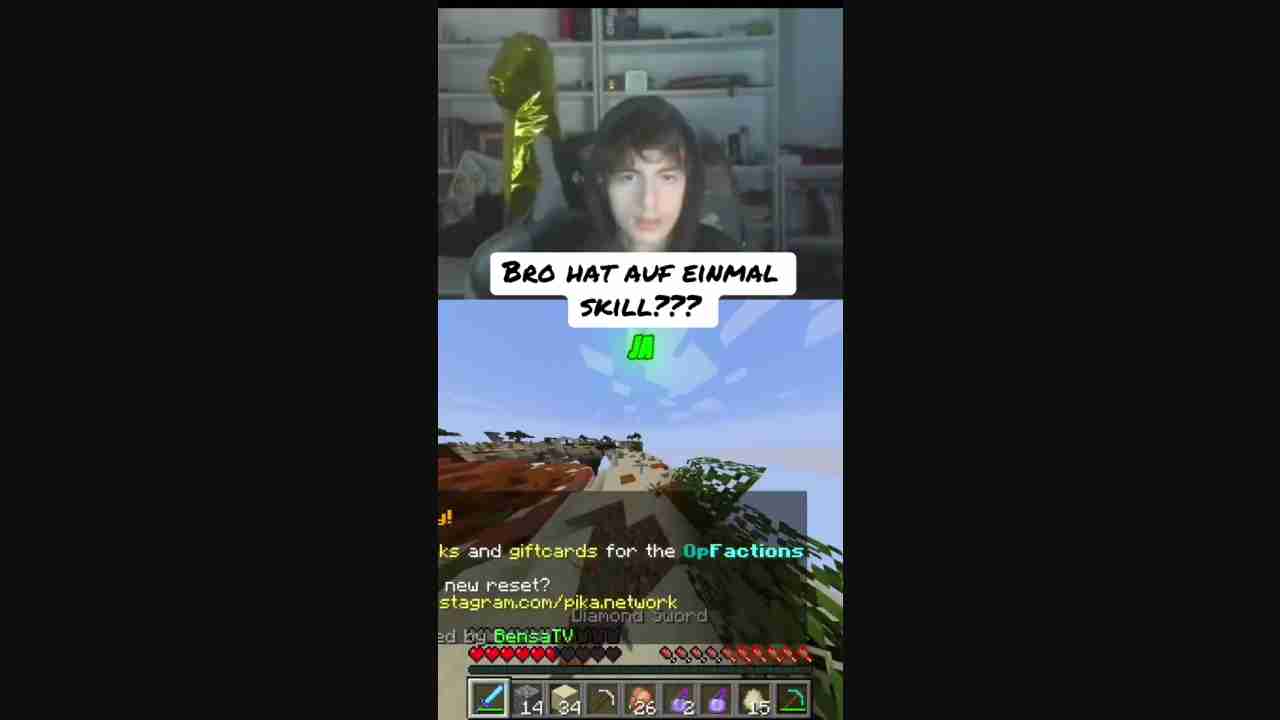 BRO HAT AUF EINMAL
SKILL???
JA
y!
ks and giftcards for the OpFactions
new reset?
stagram.com/pika.network
Diamond Sword
ed by BensaTV
14
34
26
2
15